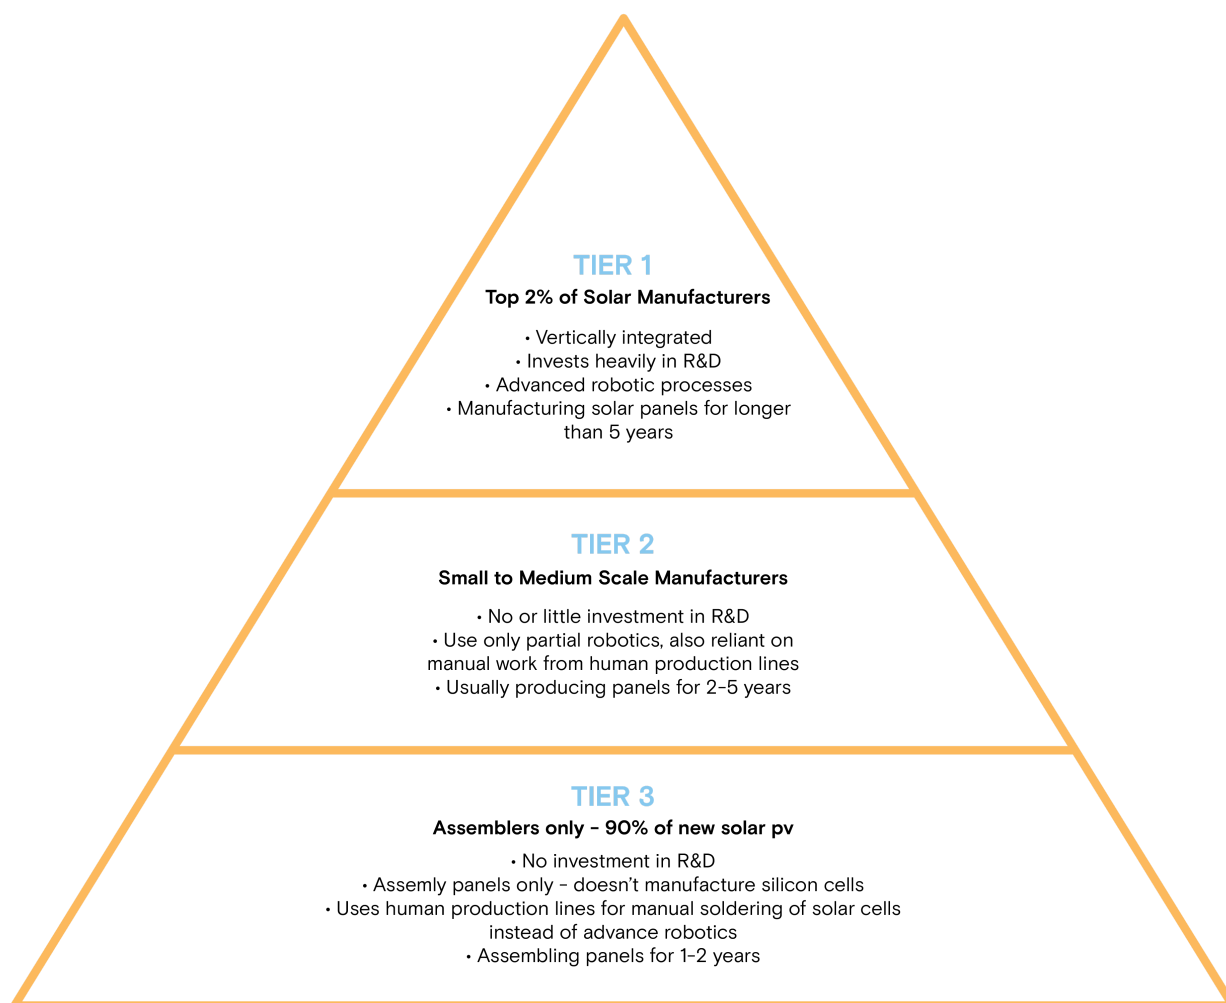 TIER 1
Top 2% of Solar Manufacturers
• Vertically integrated
• Invests heavily in R&D
• Advanced robotic processes
• Manufacturing solar panels for longer
than 5 years
TIER 2
Small to Medium Scale Manufacturers
• No or little investment in R&D
• Use only partial robotics, also reliant on
manual work from human production lines
• Usually producing panels for 2-5 years
TIER 3
Assemblers only - 90% of new solar pv
• No investment in R&D
• Assemly panels only - doesn’t manufacture silicon cells
• Uses human production lines for manual soldering of solar cells
instead of advance robotics
• Assembling panels for 1-2 years